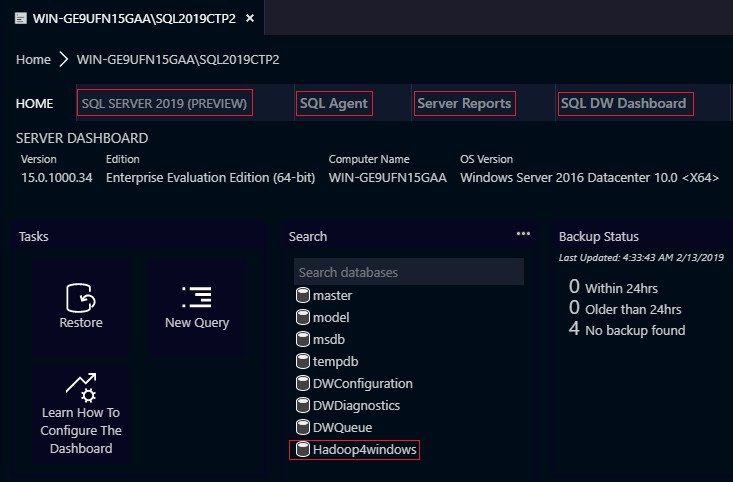 WIN-GE9UFN15GAA\SQL2019CTP2 ×
Home > WIN-GE9UFN15GAA\SQL2019CTP2
HOME SQL SERVER 2019 (PREVIEW) SQL Agent Server Reports SQL DW Dashboard
SERVER DASHBOARD
Version Edition Computer Name OS Version
15.0.1000.34 Enterprise Evaluation Edition (64-bit) WIN-GE9UFN15GAA Windows Server 2016 Datacenter 10.0 <X64>
Tasks
Restore
New Query
Learn How To
Configure The
Dashboard
Search ...
Search databases
master
model
msdb
tempdb
DWConfiguration
DWDiagnostics
DWQueue
Hadoop4windows
Backup Status
Last Updated: 4:33:43 AM 2/13/2019
0 Within 24hrs
0 Older than 24hrs
4 No backup found